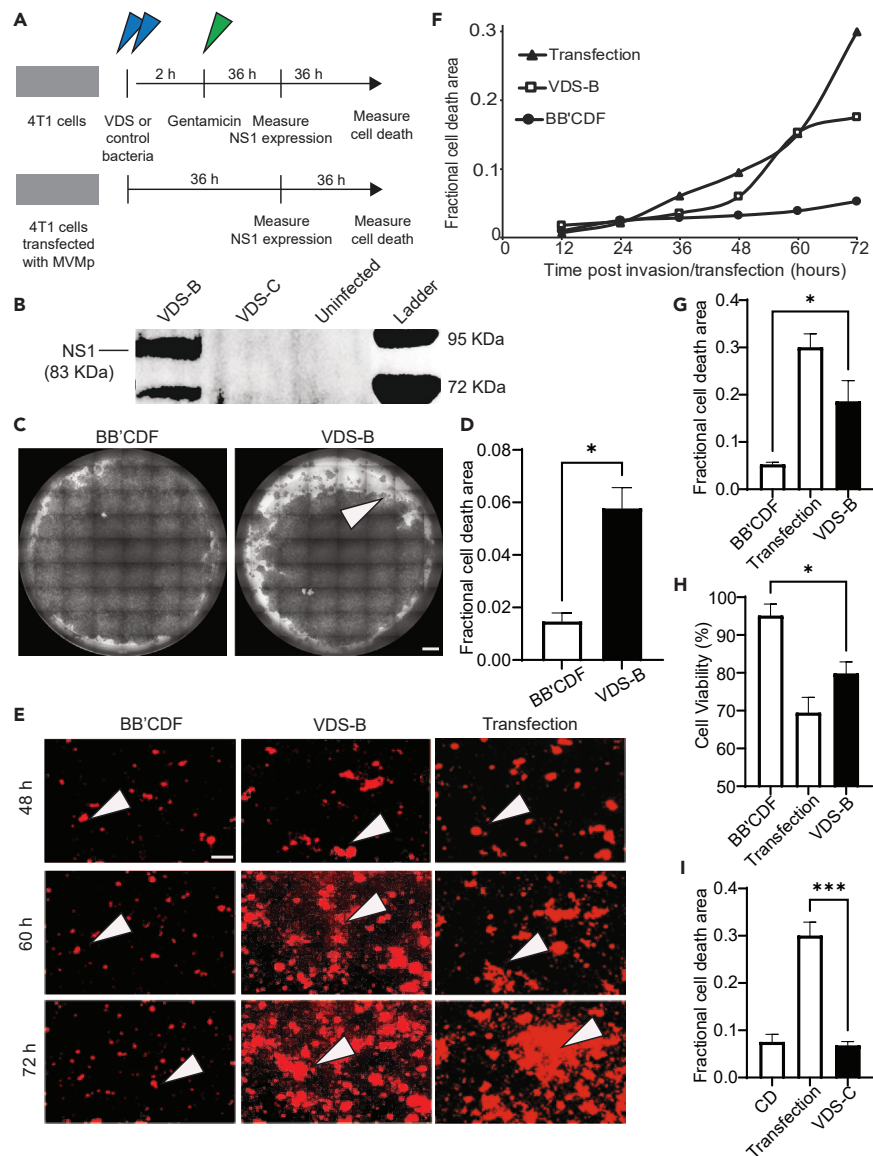 A
2 h
36 h
36 h
4T1 cells
VDS or
control
bacteria
Gentamicin
Measure
NS1 expression
Measure
cell death
36 h
36 h
4T1 cells
transfected
with MVMp
Measure
NS1 expression
Measure
cell death
B
VDS-B
VDS-C
Uninfected
Ladder
NS1
(83 KDa)
95 KDa
72 KDa
C
BB'CDF
VDS-B
D
Fractional cell death area
0.08
0.06
0.04
0.02
0.00
*
BB'CDF
VDS-B
E
BB'CDF
VDS-B
Transfection
48 h
60 h
72 h
F
Fractional cell death area
0.3
0.2
0.1
0
Transfection
VDS-B
BB'CDF
0
12
24
36
48
60
72
Time post invasion/transfection (hours)
G
Fractional cell death area
0.4
0.3
0.2
0.1
0.0
*
BB'CDF
Transfection
VDS-B
H
Cell Viability (%)
100
90
80
70
60
50
*
BB'CDF
Transfection
VDS-B
I
Fractional cell death area
0.4
0.3
0.2
0.1
0.0
***
CD
Transfection
VDS-C